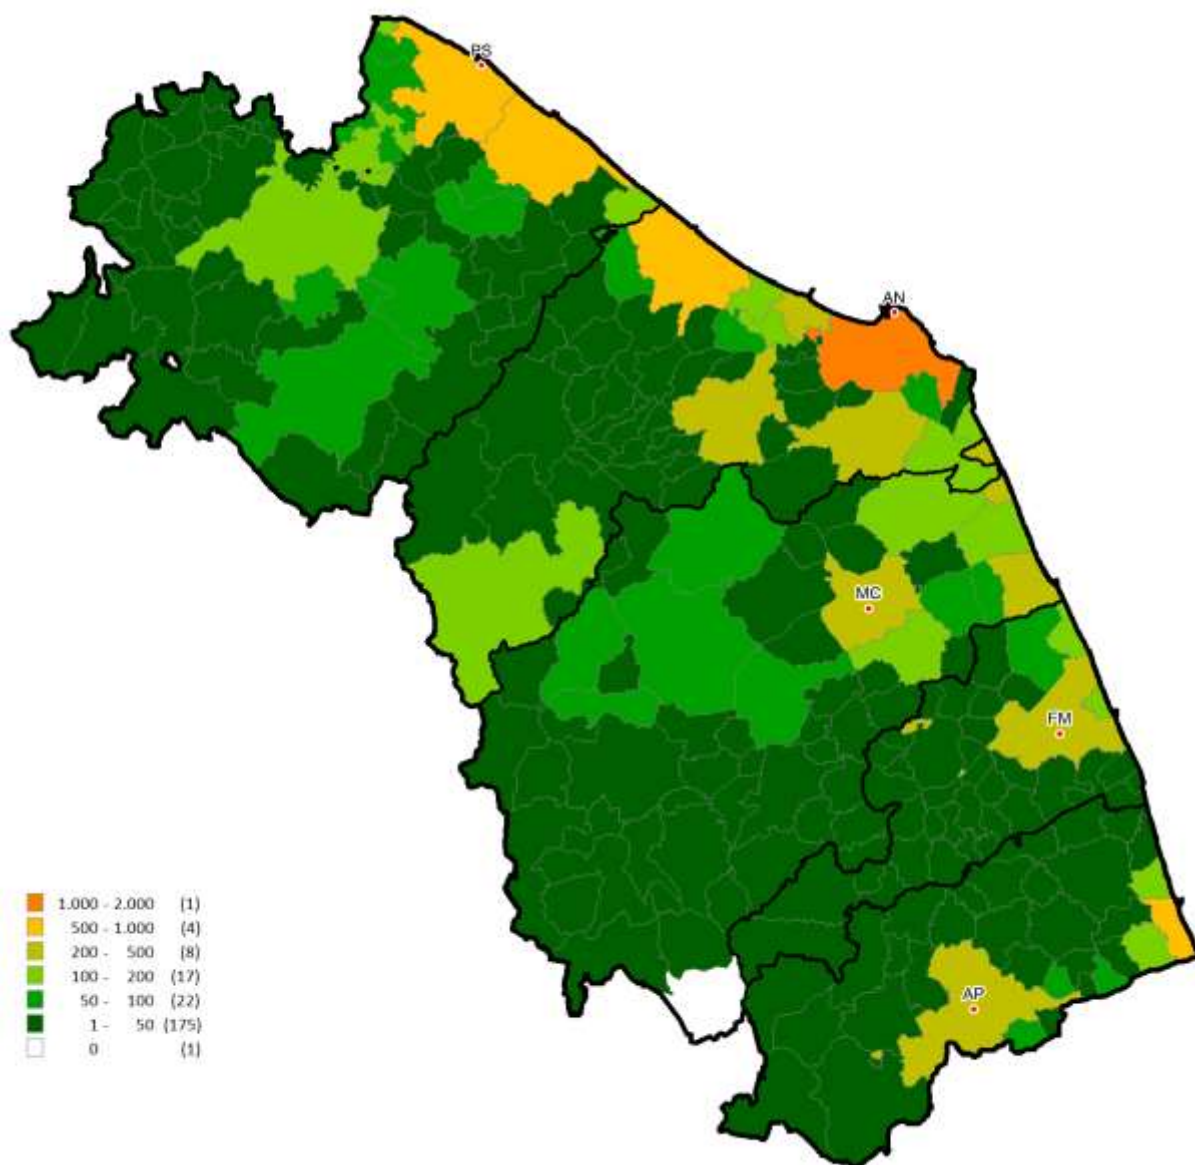 PS
AN
MC
FM
AP
1.000 - 2.000 (1)
500 - 1.000 (4)
200 - 500 (8)
100 - 200 (17)
50 - 100 (22)
1 - 50 (175)
0 (1)